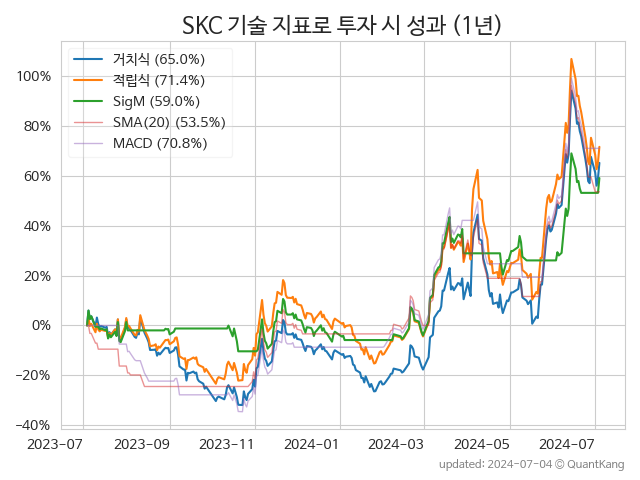 SKC 기술 지표로 투자 시 성과 (1년)
거치식 (65.0%)
적립식 (71.4%)
SigM (59.0%)
SMA(20) (53.5%)
MACD (70.8%)
100%
80%
60%
40%
20%
0%
−20%
−40%
2023-07
2023-09
2023-11
2024-01
2024-03
2024-05
2024-07
updated: 2024-07-04 @ QuantKang